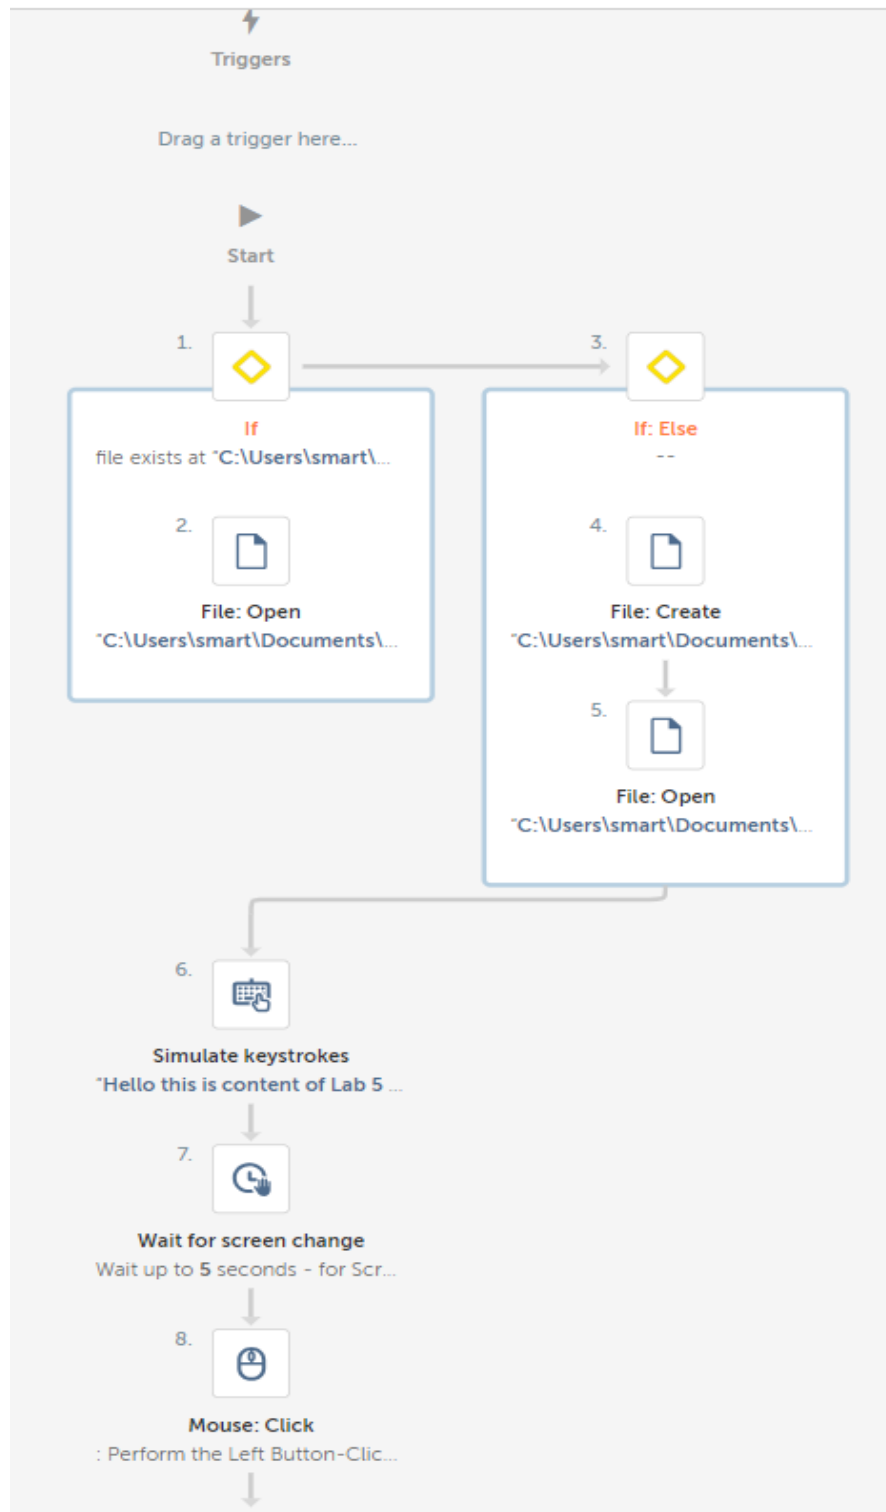 Triggers
Drag a trigger here...
Start
1.
If
file exists at "C:\Users\smart\...
2.
File: Open
"C:\Users\smart\Documents\...
3.
If: Else
--
4.
File: Create
"C:\Users\smart\Documents\...
5.
File: Open
"C:\Users\smart\Documents\...
6.
Simulate keystrokes
"Hello this is content of Lab 5 ...
7.
Wait for screen change
Wait up to 5 seconds - for Scr...
8.
Mouse: Click
: Perform the Left Button-Clic...